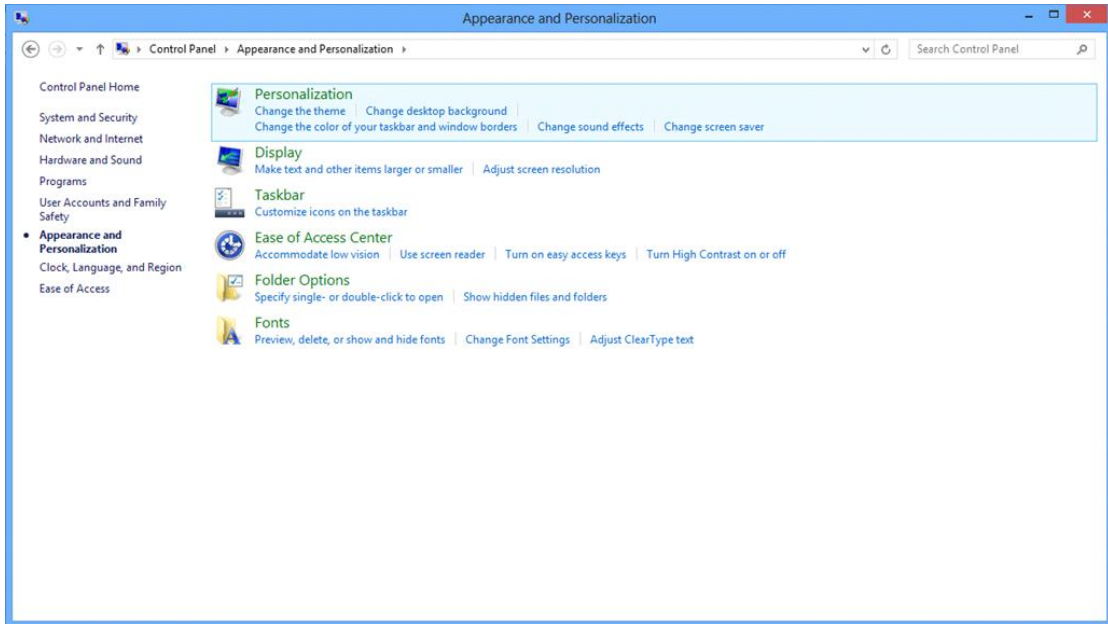 Appearance and Personalization
Control Panel Appearance and Personalization
Search Control Panel
Control Panel Home
System and Security
Network and Internet
Hardware and Sound
Programs
User Accounts and Family
Safety
Appearance and
Personalization
Clock, Language, and Region
Ease of Access
Personalization
Change the theme Change desktop background
Change the color of your taskbar and window borders Change sound effects Change screen saver
Display
Make text and other items larger or smaller Adjust screen resolution
Taskbar
Customize icons on the taskbar
Ease of Access Center
Accommodate low vision Use screen reader Turn on easy access keys Turn High Contrast on or off
Folder Options
Specify single- or double-click to open Show hidden files and folders
Fonts
Preview, delete, or show and hide fonts Change Font Settings Adjust ClearType text